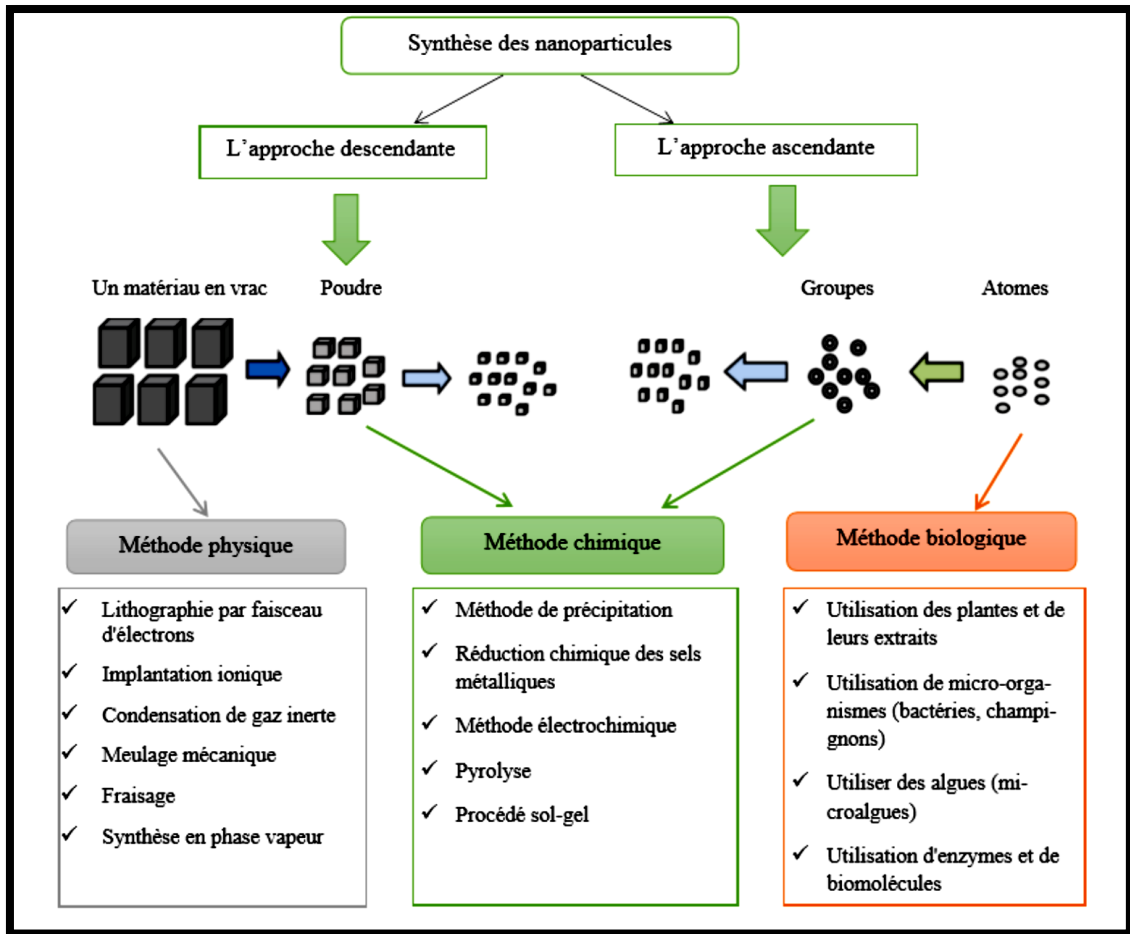 Synthèse des nanoparticules
L'approche descendante
L'approche ascendante
Un matériau en vrac
Poudre
Groupes
Atomes
Méthode physique
Lithographie par faisceau
d'électrons
Implantation ionique
Condensation de gaz inerte
Meulage mécanique
Fraisage
Synthèse en phase vapeur
Méthode chimique
Méthode de précipitation
Réduction chimique des sels
métalliques
Méthode électrochimique
Pyrolyse
Procédé sol-gel
Méthode biologique
Utilisation des plantes et de
leurs extraits
Utilisation de micro-orga-
nismes (bactéries, champi-
gnons)
Utiliser des algues (mi-
croalgues)
Utilisation d'enzymes et de
biomolécules